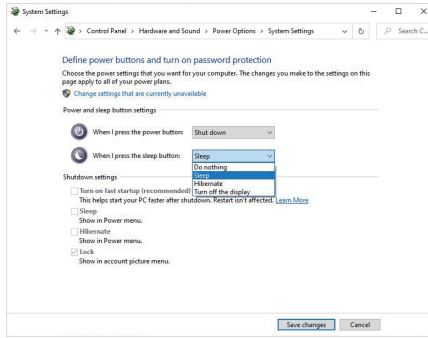 System Settings
Control Panel > Hardware and Sound > Power Options > System Settings
Search C...
Define power buttons and turn on password protection
Choose the power settings that you want for your computer. The changes you make to the settings on this
page apply to all of your power plans.
Change settings that are currently unavailable
Power and sleep button settings
When I press the power button: Shut down
When I press the sleep button: Sleep
Do nothing
Sleep
Hibernate
Turn off the display
Shutdown settings
Turn on fast startup (recommended)
This helps start your PC faster after shutdown. Restart isn't affected. Learn More
Sleep
Show in Power menu.
Hibernate
Show in Power menu.
Lock
Show in account picture menu.
Save changes Cancel